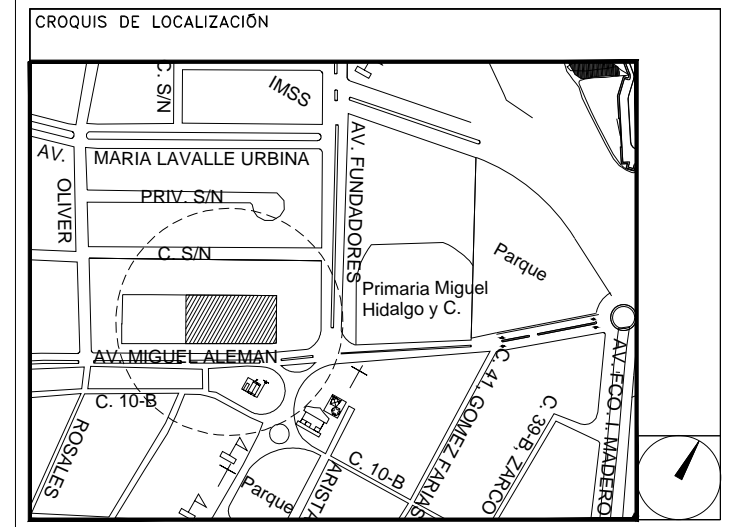 CROQUIS DE LOCALIZACIÓN
C. S/N
IMSS
AV.
MARIA LAVALLE URBINA
AV. FUNDADORES
OLIVER
PRIV. S/N
C. S/N
Parque
Primaria Miguel
Hidalgo y C.
AV. MIGUEL ALEMAN
C. 10-B
ROSALES
Parque
ARISTA
C. 10-B
C. 41, GOMEZ FARIAS
C. 39-B, ZARCO
AV. FCO. I. MADERO